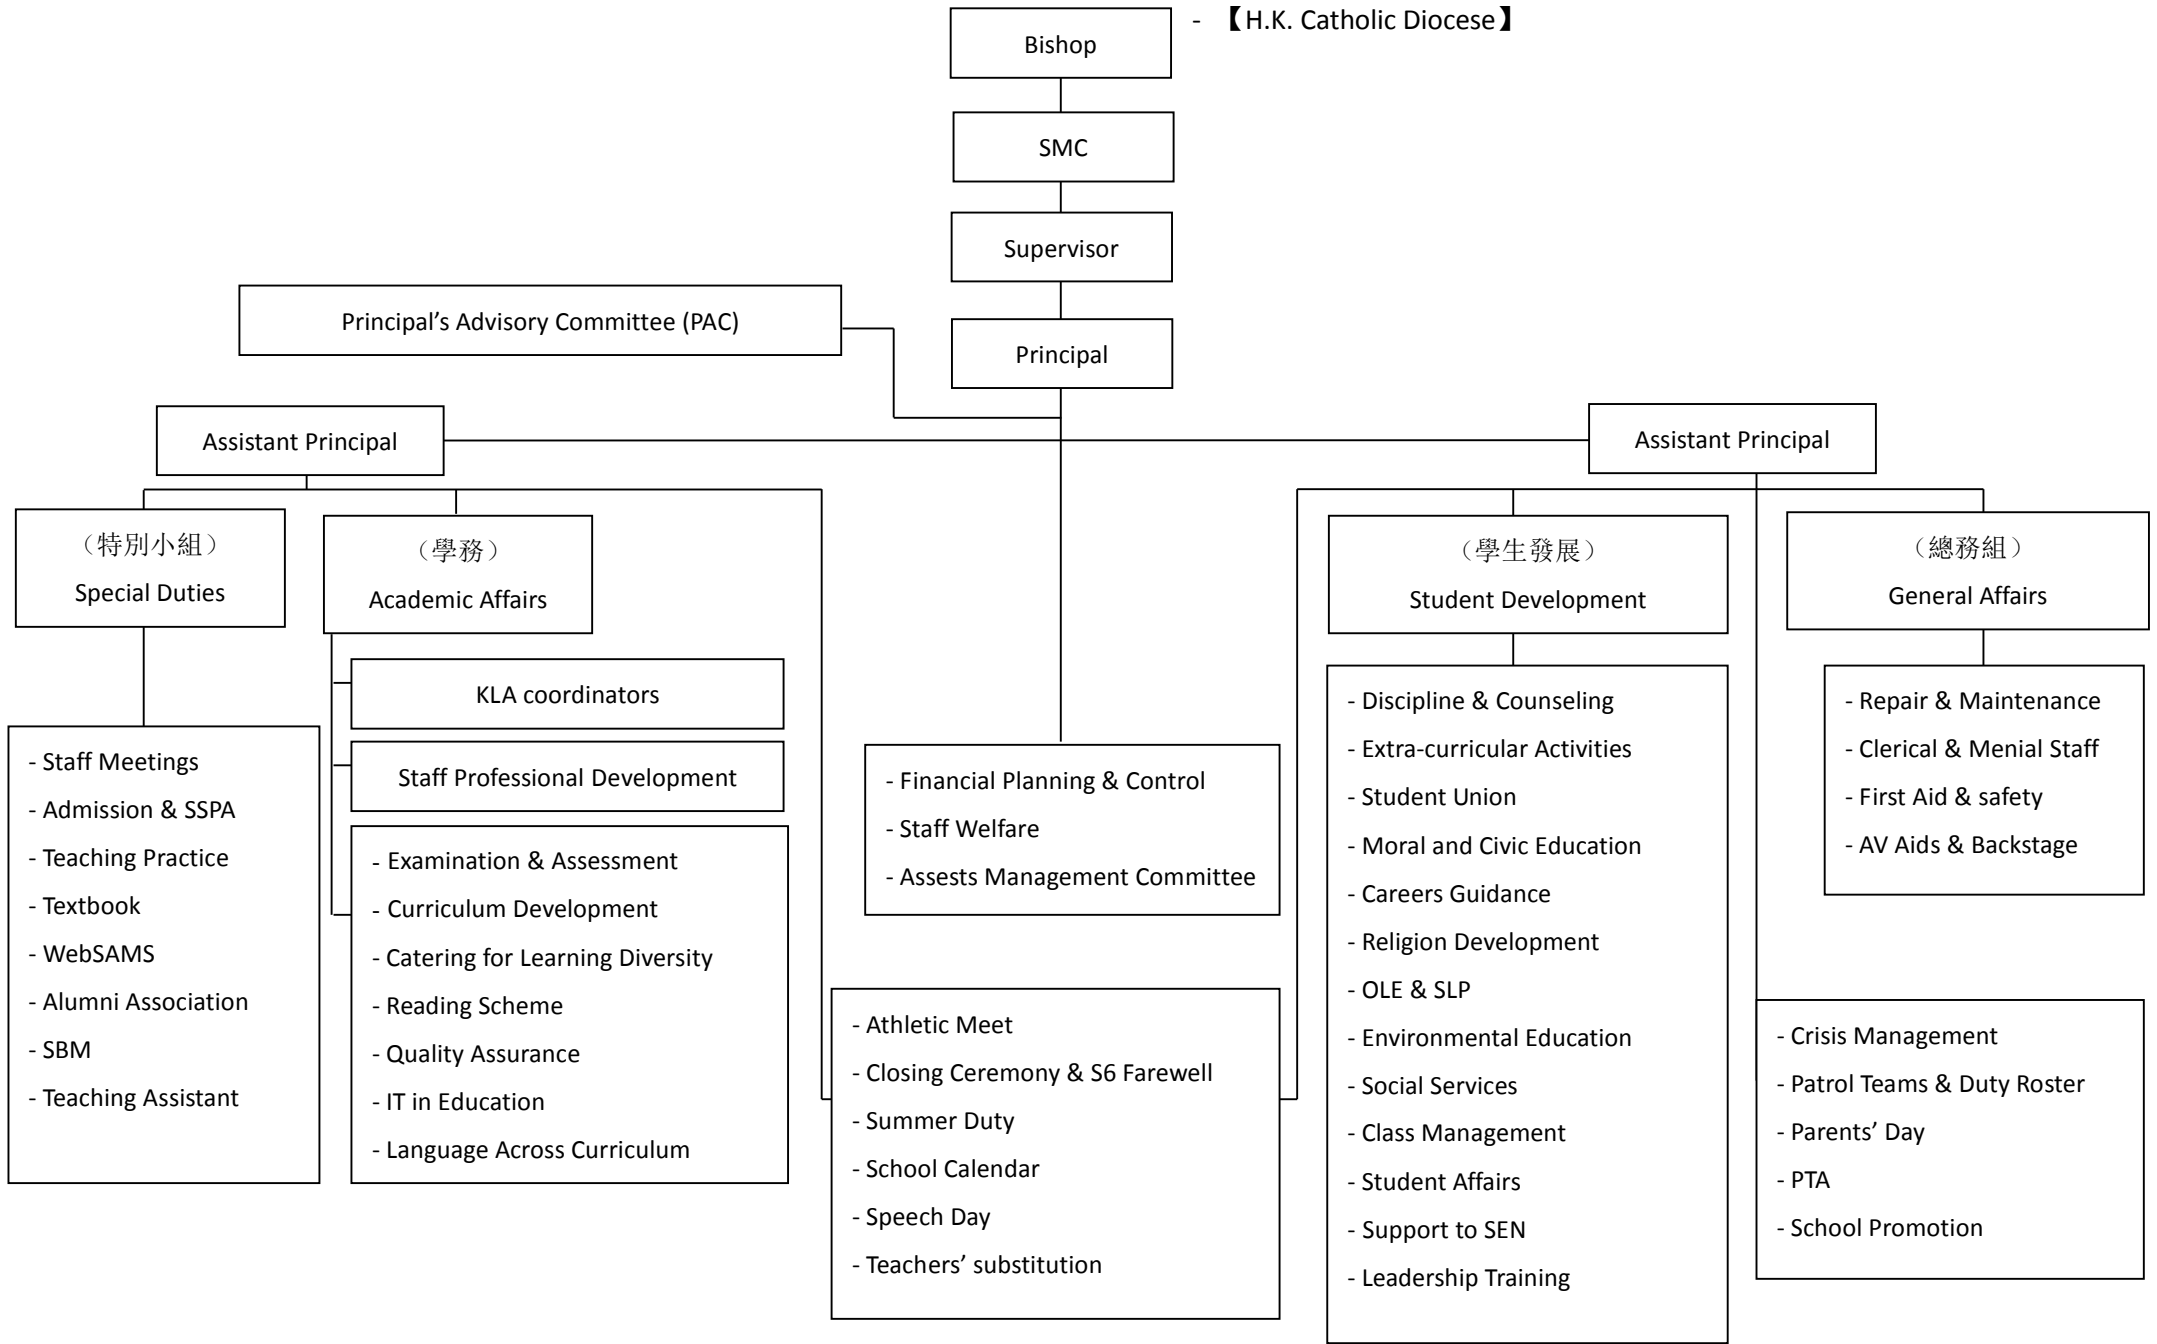 Bishop
- 【H.K. Catholic Diocese】
SMC
Supervisor
Principal’s Advisory Committee (PAC)
Principal
Assistant Principal
Assistant Principal
（特別小組）
Special Duties
（學務）
Academic Affairs
（學生發展）
Student Development
（總務組）
General Affairs
- Staff Meetings
- Admission & SSPA
- Teaching Practice
- Textbook
- WebSAMS
- Alumni Association
- SBM
- Teaching Assistant
KLA coordinators
Staff Professional Development
- Examination & Assessment
- Curriculum Development
- Catering for Learning Diversity
- Reading Scheme
- Quality Assurance
- IT in Education
- Language Across Curriculum
- Financial Planning & Control
- Staff Welfare
- Assests Management Committee
- Athletic Meet
- Closing Ceremony & S6 Farewell
- Summer Duty
- School Calendar
- Speech Day
- Teachers’ substitution
- Discipline & Counseling
- Extra-curricular Activities
- Student Union
- Moral and Civic Education
- Careers Guidance
- Religion Development
- OLE & SLP
- Environmental Education
- Social Services
- Class Management
- Student Affairs
- Support to SEN
- Leadership Training
- Repair & Maintenance
- Clerical & Menial Staff
- First Aid & safety
- AV Aids & Backstage
- Crisis Management
- Patrol Teams & Duty Roster
- Parents’ Day
- PTA
- School Promotion